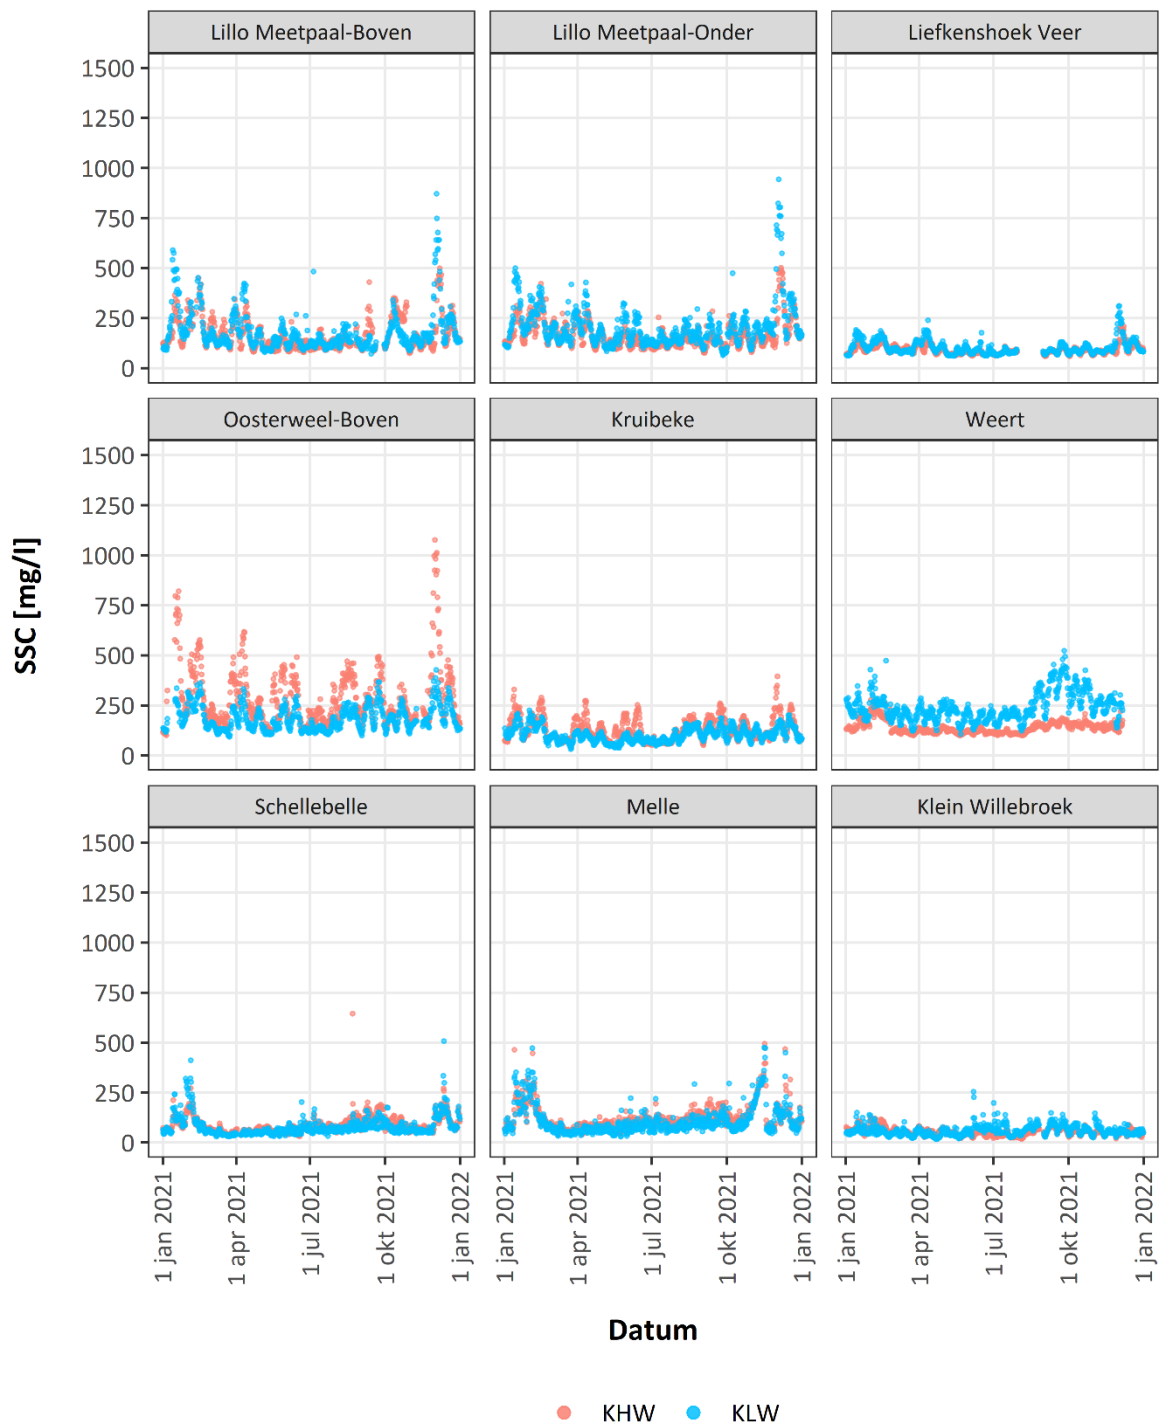 Lillo Meetpaal-Boven
Lillo Meetpaal-Onder
Liefkenshoek Veer
1500
1250
1000
750
500
250
0
Oosterweel-Boven
Kruibeke
Weert
1500
1250
1000
750
500
250
0
SSC [mg/l]
Schellebelle
Melle
Klein Willebroek
1500
1250
1000
750
500
250
0
1 jan 2021
1 apr 2021
1 jul 2021
1 okt 2021
1 jan 2022
1 jan 2021
1 apr 2021
1 jul 2021
1 okt 2021
1 jan 2022
1 jan 2021
1 apr 2021
1 jul 2021
1 okt 2021
1 jan 2022
Datum
KHW
KLW